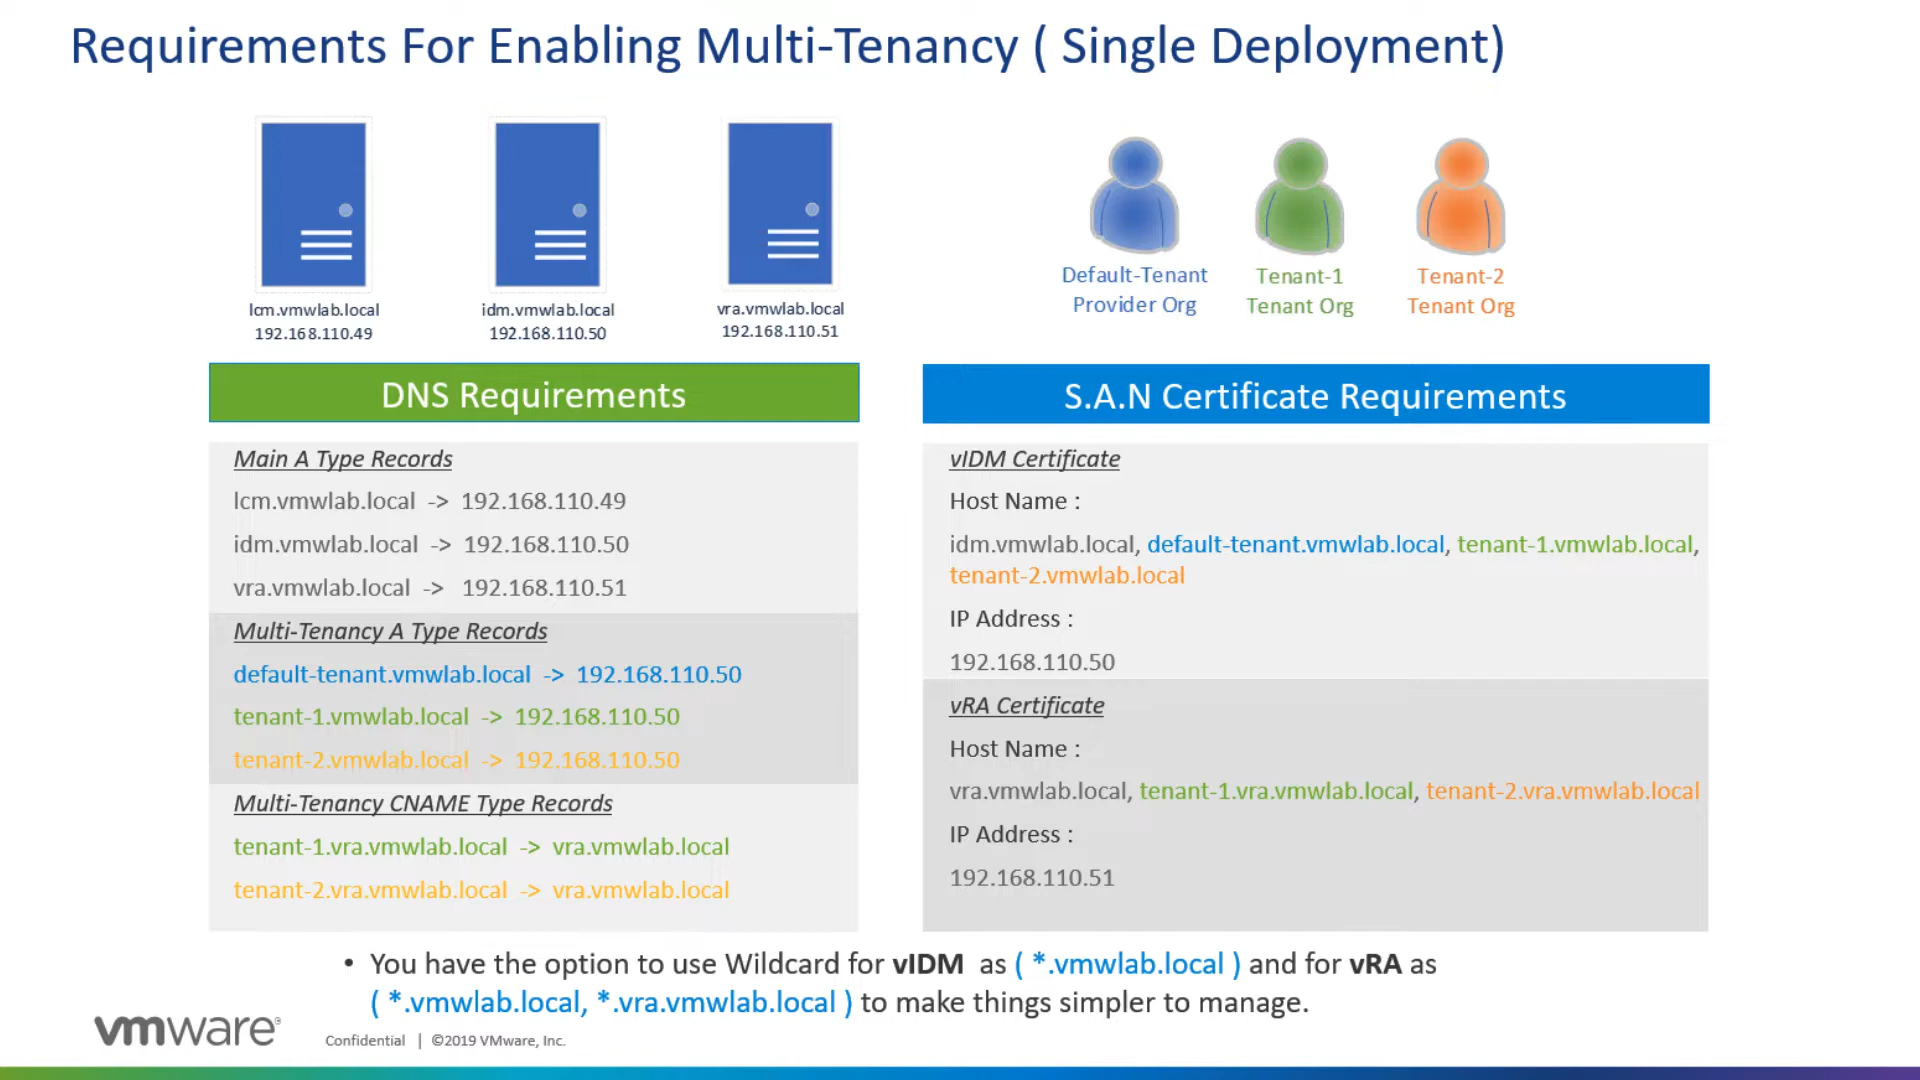 Requirements For Enabling Multi-Tenancy ( Single Deployment)
lcm.vmwlab.local
192.168.110.49
idm.vmwlab.local
192.168.110.50
vra.vmwlab.local
192.168.110.51
Default-Tenant
Provider Org
Tenant-1
Tenant Org
Tenant-2
Tenant Org
DNS Requirements
Main A Type Records
lcm.vmwlab.local -> 192.168.110.49
idm.vmwlab.local -> 192.168.110.50
vra.vmwlab.local -> 192.168.110.51
Multi-Tenancy A Type Records
default-tenant.vmwlab.local -> 192.168.110.50
tenant-1.vmwlab.local -> 192.168.110.50
tenant-2.vmwlab.local -> 192.168.110.50
Multi-Tenancy CNAME Type Records
tenant-1.vra.vmwlab.local -> vra.vmwlab.local
tenant-2.vra.vmwlab.local -> vra.vmwlab.local
S.A.N Certificate Requirements
vIDM Certificate
Host Name :
idm.vmwlab.local, default-tenant.vmwlab.local, tenant-1.vmwlab.local,
tenant-2.vmwlab.local
IP Address :
192.168.110.50
vRA Certificate
Host Name :
vra.vmwlab.local, tenant-1.vra.vmwlab.local, tenant-2.vra.vmwlab.local
IP Address :
192.168.110.51
• You have the option to use Wildcard for vIDM as ( *.vmwlab.local ) and for vRA as
( *.vmwlab.local, *.vra.vmwlab.local ) to make things simpler to manage.
vmware®
Confidential | ©2019 VMware, Inc.